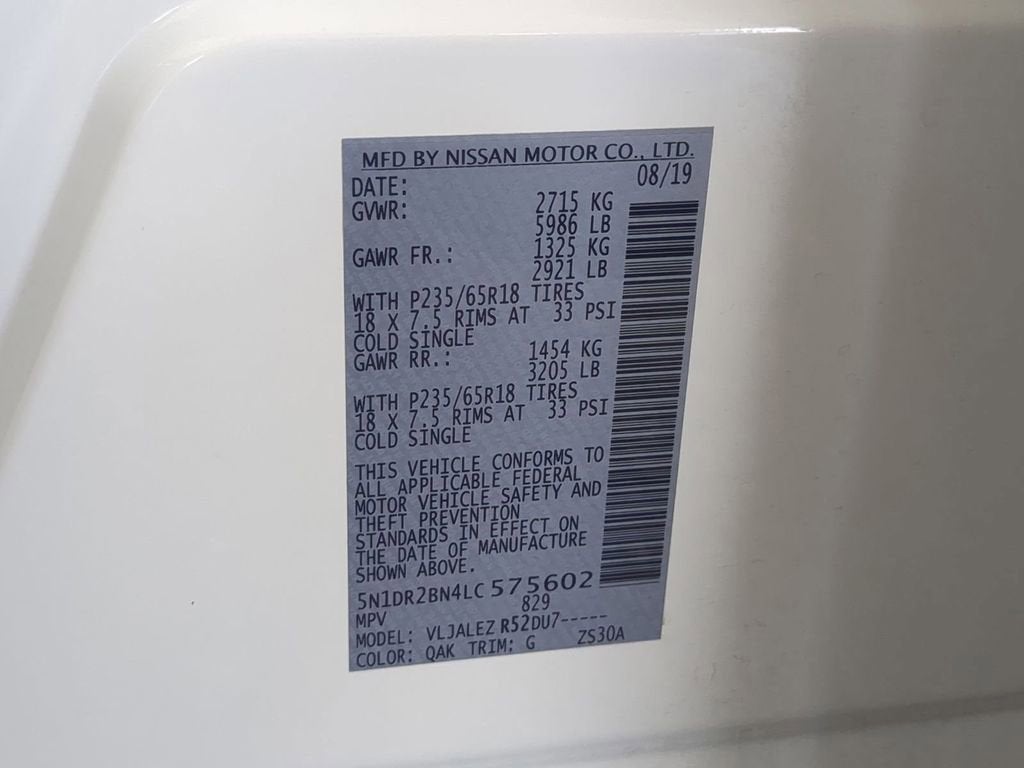 MFD BY NISSAN MOTOR CO., LTD.
DATE: 08/19
GVWR: 2715 KG
5986 LB
GAWR FR.: 1325 KG
2921 LB
WITH P235/65R18 TIRES
18 X 7.5 RIMS AT 33 PSI
COLD SINGLE
GAWR RR.: 1454 KG
3205 LB
WITH P235/65R18 TIRES
18 X 7.5 RIMS AT 33 PSI
COLD SINGLE
THIS VEHICLE CONFORMS TO
ALL APPLICABLE FEDERAL
MOTOR VEHICLE SAFETY AND
THEFT PREVENTION
STANDARDS IN EFFECT ON
THE DATE OF MANUFACTURE
SHOWN ABOVE.
5N1DR2BN4LC575602
MPV 829
MODEL: VLJALEZ R52DU7-----
COLOR: QAK TRIM: G ZS30A